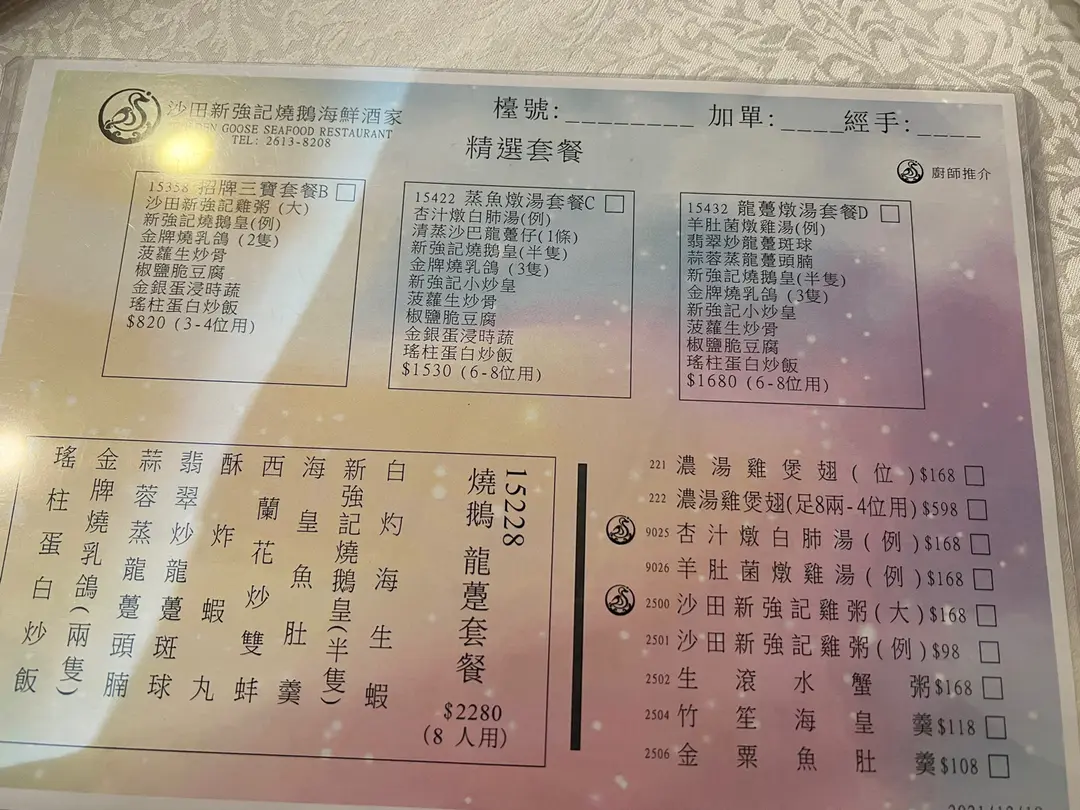 沙田新強記燒鵝海鮮酒家
GOOSE SEAFOOD RESTAURANT
TEL: 2613-8208
檯號:________ 加單:____ 經手:____
精選套餐
廚師推介
15358 招牌三寶套餐B
沙田新強記雞粥 (大)
新強記燒鵝皇(例)
金牌燒乳鴿 (2隻)
菠蘿生炒骨
椒鹽脆豆腐
金銀蛋浸時蔬
瑤柱蛋白炒飯
$820 (3-4位用)
15422 蒸魚燉湯套餐C
杏汁燉白肺湯(例)
清蒸沙巴龍躉仔(1條)
新強記燒鵝皇(半隻)
金牌燒乳鴿 (3隻)
新強記小炒皇
菠蘿生炒骨
椒鹽脆豆腐
金銀蛋浸時蔬
瑤柱蛋白炒飯
$1530 (6-8位用)
15432 龍躉燉湯套餐D
羊肚菌燉雞湯(例)
翡翠炒龍躉斑球
蒜蓉蒸龍躉頭腩
新強記燒鵝皇(半隻)
金牌燒乳鴿 (3隻)
新強記小炒皇
菠蘿生炒骨
椒鹽脆豆腐
瑤柱蛋白炒飯
$1680 (6-8位用)
15228
燒鵝 龍躉套餐
白灼海生蝦
新強記燒鵝皇(半隻)
海皇魚肚羹
西蘭花炒雙蚌
酥炸蝦丸
翡翠炒龍躉斑球
蒜蓉蒸龍躉頭腩
金牌燒乳鴿(兩隻)
瑤柱蛋白炒飯
$2280
(8 人用)
221 濃湯雞煲翅(位)$168
222 濃湯雞煲翅(足8兩-4位用)$598
9025 杏汁燉白肺湯(例)$168
9026 羊肚菌燉雞湯(例)$168
2500 沙田新強記雞粥(大)$168
2501 沙田新強記雞粥(例)$98
2502 生滾水蟹粥$168
2504 竹笙海皇羹$118
2506 金粟魚肚羹$108